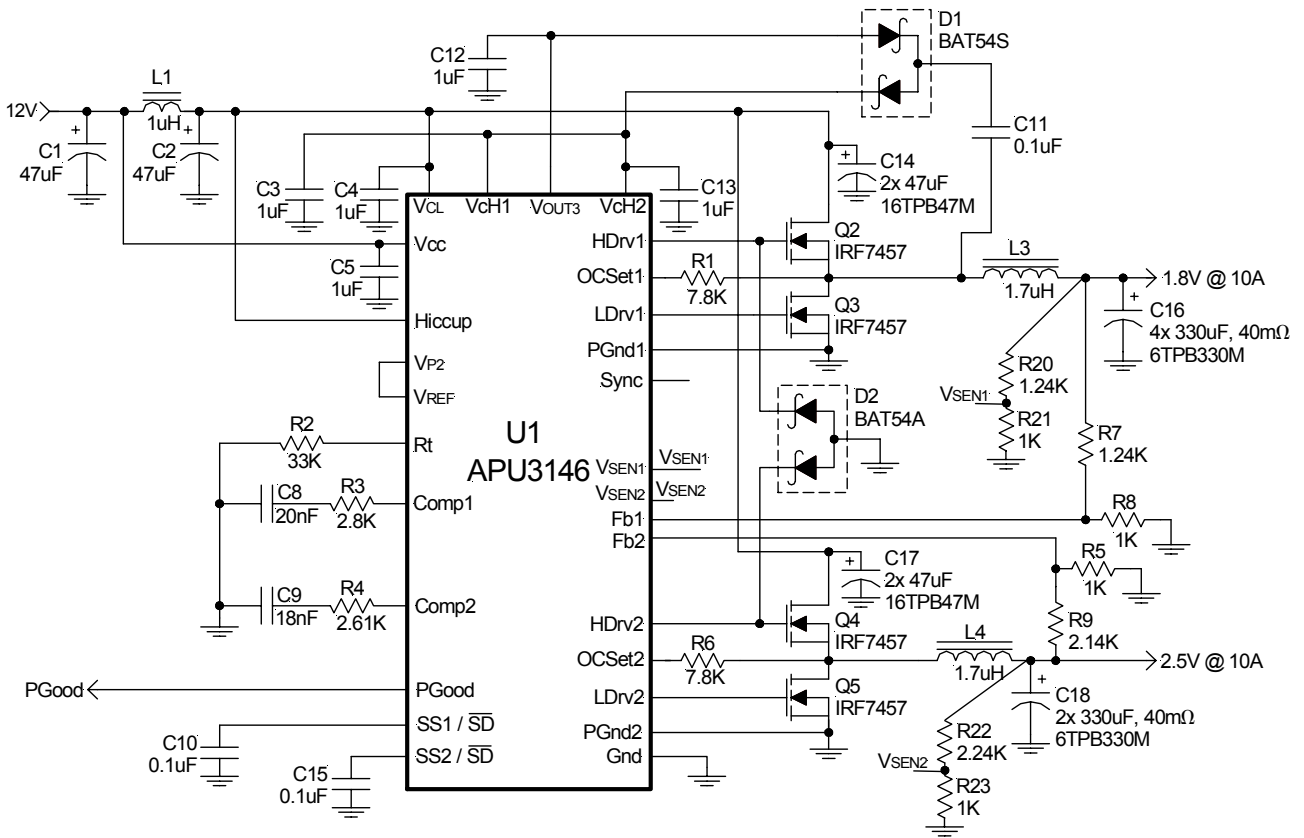 D1
BAT54S
C12
1uF
L1
12V
1uH
C1
47uF
C2
47uF
C11
0.1uF
C3
1uF
C4
1uF
C13
1uF
C14
2x 47uF
16TPB47M
VCL
VcH1
VOUT3
VcH2
Vcc
C5
1uF
HDrv1
Q2
IRF7457
OCSet1
R1
7.8K
L3
1.7uH
1.8V @ 10A
Hiccup
LDrv1
Q3
IRF7457
C16
4x 330uF, 40mΩ
6TPB330M
PGnd1
VP2
VREF
Sync
R20
1.24K
VSEN1
R21
1K
D2
BAT54A
R7
1.24K
R2
33K
Rt
U1
APU3146
VSEN1
VSEN1
VSEN2
VSEN2
C8
20nF
R3
2.8K
Comp1
Fb1
Fb2
R8
1K
R5
1K
C17
2x 47uF
16TPB47M
C9
18nF
R4
2.61K
Comp2
HDrv2
Q4
IRF7457
R9
2.14K
OCSet2
R6
7.8K
L4
1.7uH
2.5V @ 10A
PGood
PGood
LDrv2
Q5
IRF7457
C18
2x 330uF, 40mΩ
6TPB330M
SS1 / SD
PGnd2
R22
2.24K
C10
0.1uF
SS2 / SD
Gnd
VSEN2
C15
0.1uF
R23
1K